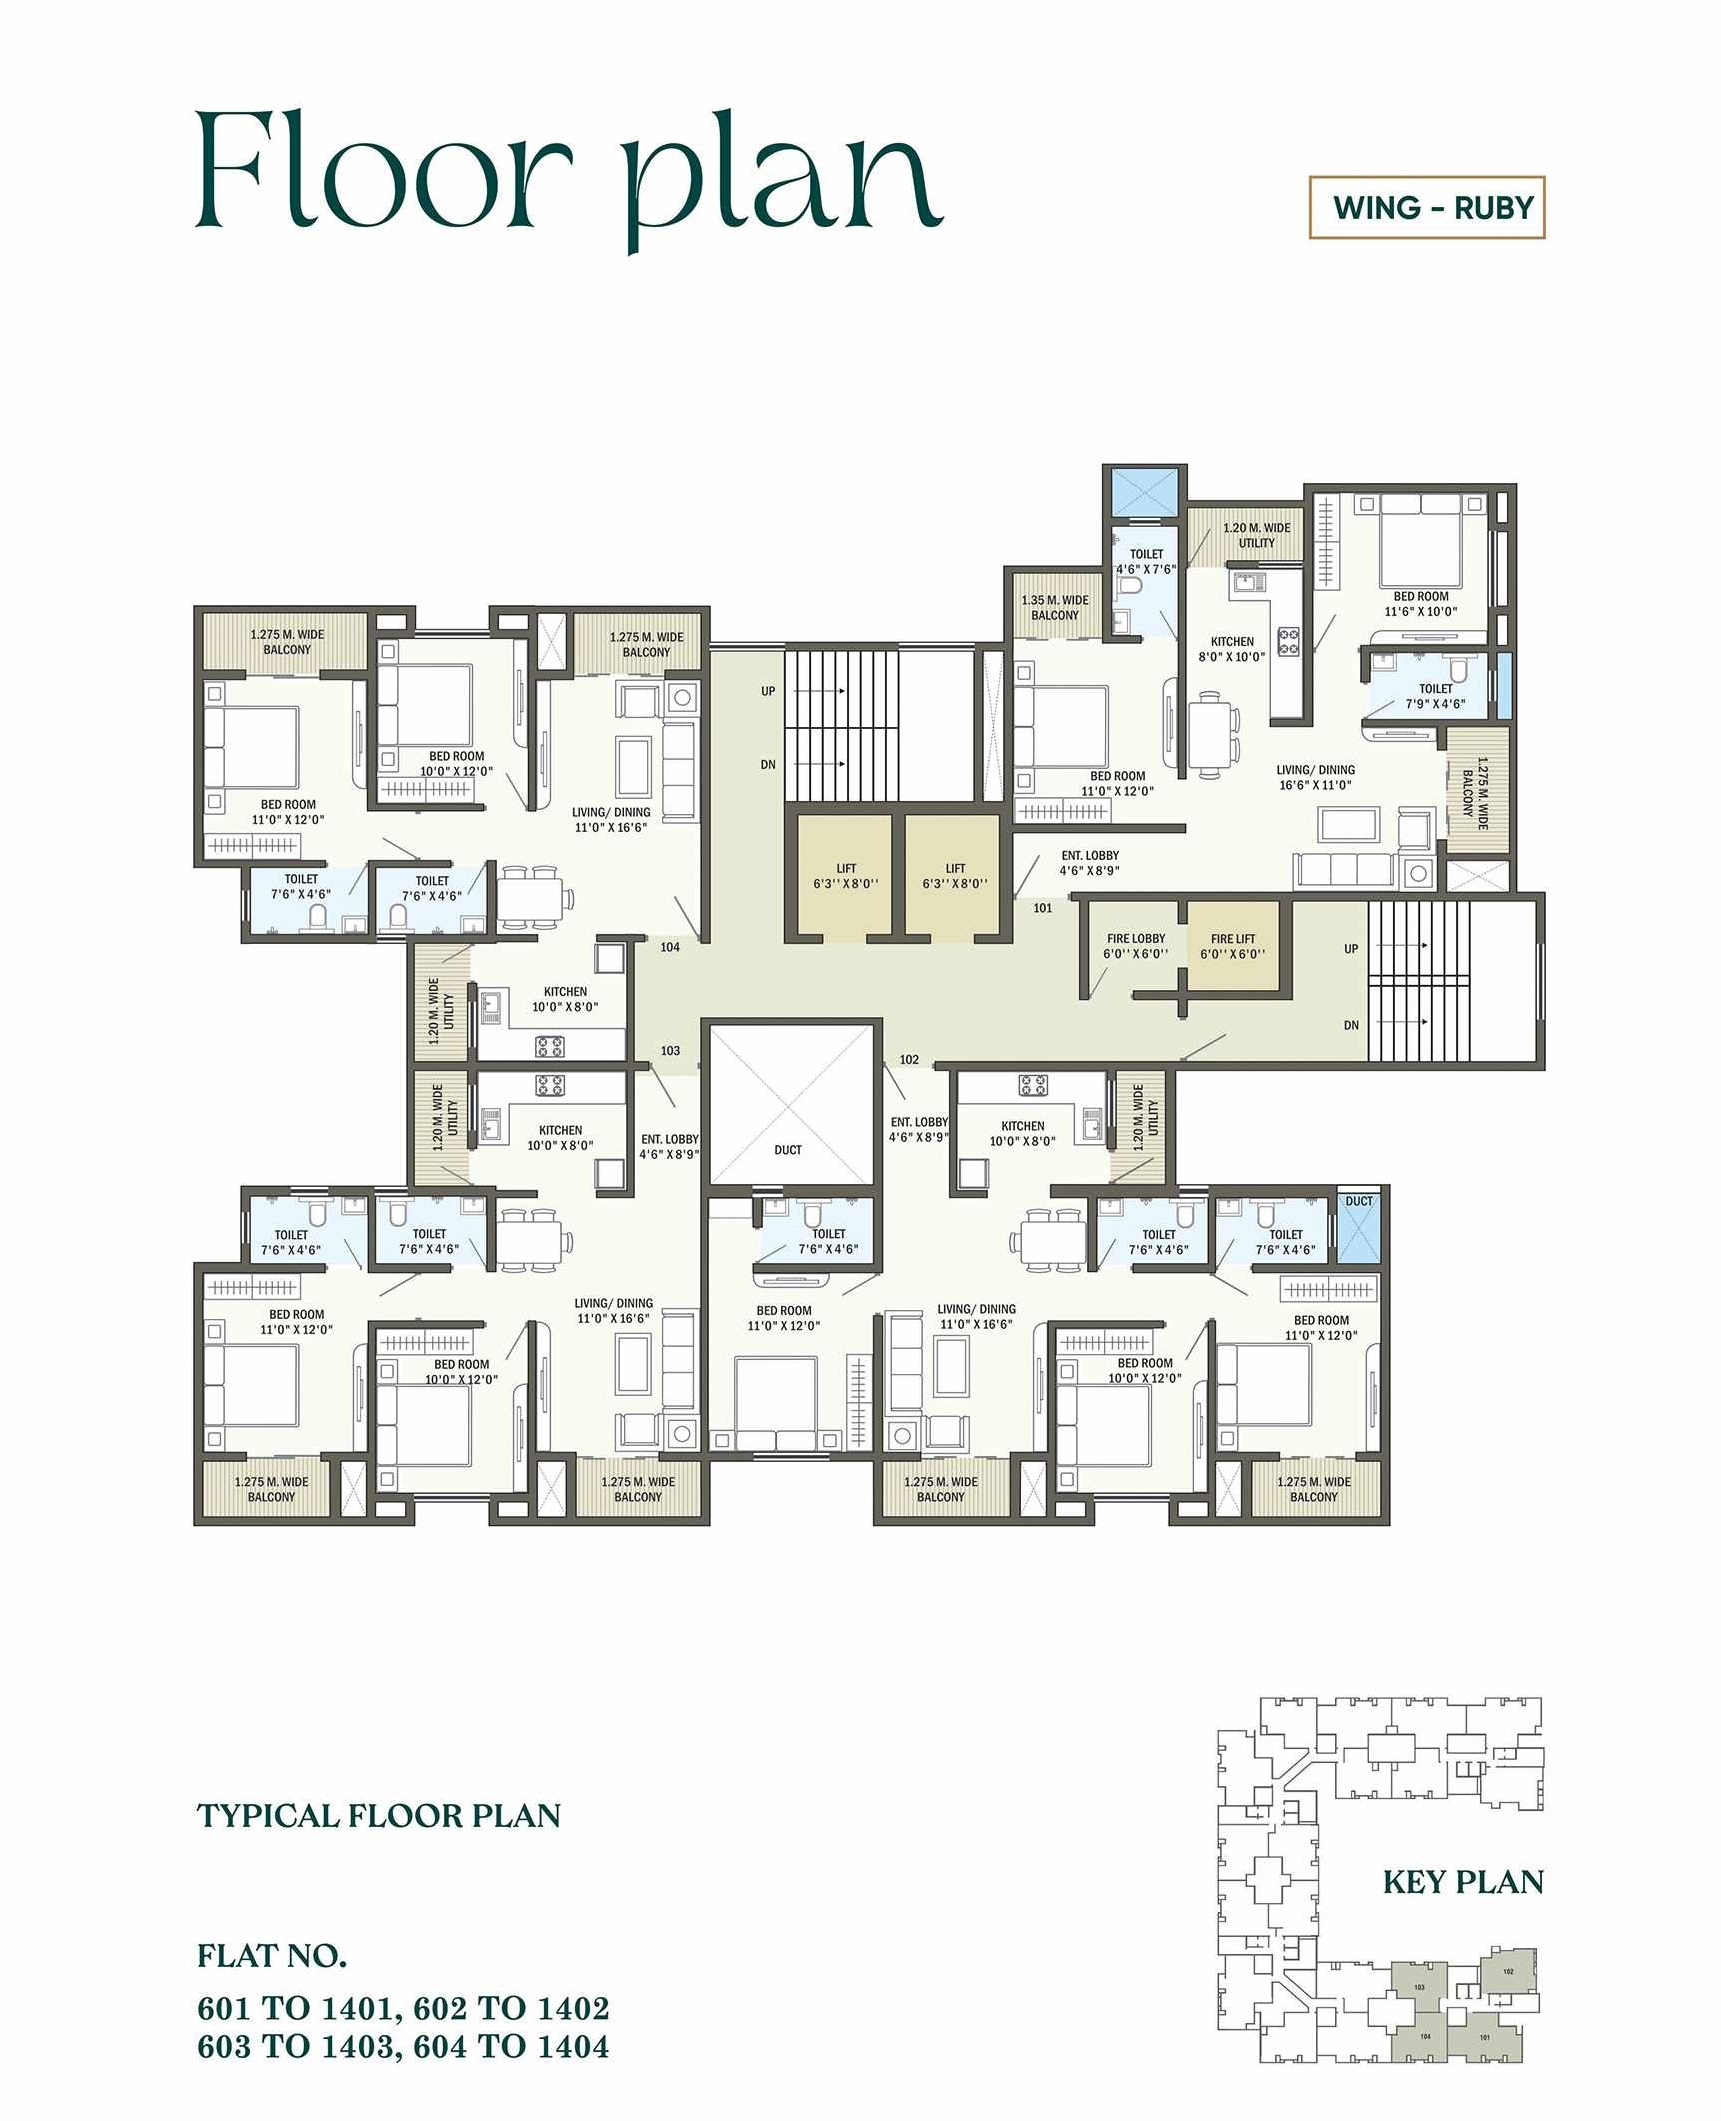 Floor plan
WING - RUBY
1.20 M. WIDE
UTILITY
TOILET
4'6" X 7'6"
BED ROOM
11'6" X 10'0"
1.35 M. WIDE
BALCONY
KITCHEN
8'0" X 10'0"
TOILET
7'9" X 4'6"
BED ROOM
11'0" X 12'0"
LIVING/ DINING
16'6" X 11'0"
1.275 M. WIDE
BALCONY
ENT. LOBBY
4'6" X 8'9"
101
1.275 M. WIDE
BALCONY
1.275 M. WIDE
BALCONY
BED ROOM
10'0" X 12'0"
BED ROOM
11'0" X 12'0"
LIVING/ DINING
11'0" X 16'6"
TOILET
7'6" X 4'6"
TOILET
7'6" X 4'6"
104
KITCHEN
10'0" X 8'0"
1.20 M. WIDE
UTILITY
UP
DN
LIFT
6'3'' X 8'0''
LIFT
6'3'' X 8'0''
FIRE LOBBY
6'0'' X 6'0''
FIRE LIFT
6'0'' X 6'0''
UP
DN
103
102
1.20 M. WIDE
UTILITY
KITCHEN
10'0" X 8'0"
ENT. LOBBY
4'6" X 8'9"
DUCT
ENT. LOBBY
4'6" X 8'9"
KITCHEN
10'0" X 8'0"
1.20 M. WIDE
UTILITY
TOILET
7'6" X 4'6"
TOILET
7'6" X 4'6"
TOILET
7'6" X 4'6"
TOILET
7'6" X 4'6"
TOILET
7'6" X 4'6"
DUCT
BED ROOM
11'0" X 12'0"
LIVING/ DINING
11'0" X 16'6"
BED ROOM
11'0" X 12'0"
LIVING/ DINING
11'0" X 16'6"
BED ROOM
11'0" X 12'0"
BED ROOM
10'0" X 12'0"
BED ROOM
10'0" X 12'0"
1.275 M. WIDE
BALCONY
1.275 M. WIDE
BALCONY
1.275 M. WIDE
BALCONY
1.275 M. WIDE
BALCONY
TYPICAL FLOOR PLAN
KEY PLAN
102
103
104
101
FLAT NO.
601 TO 1401, 602 TO 1402
603 TO 1403, 604 TO 1404